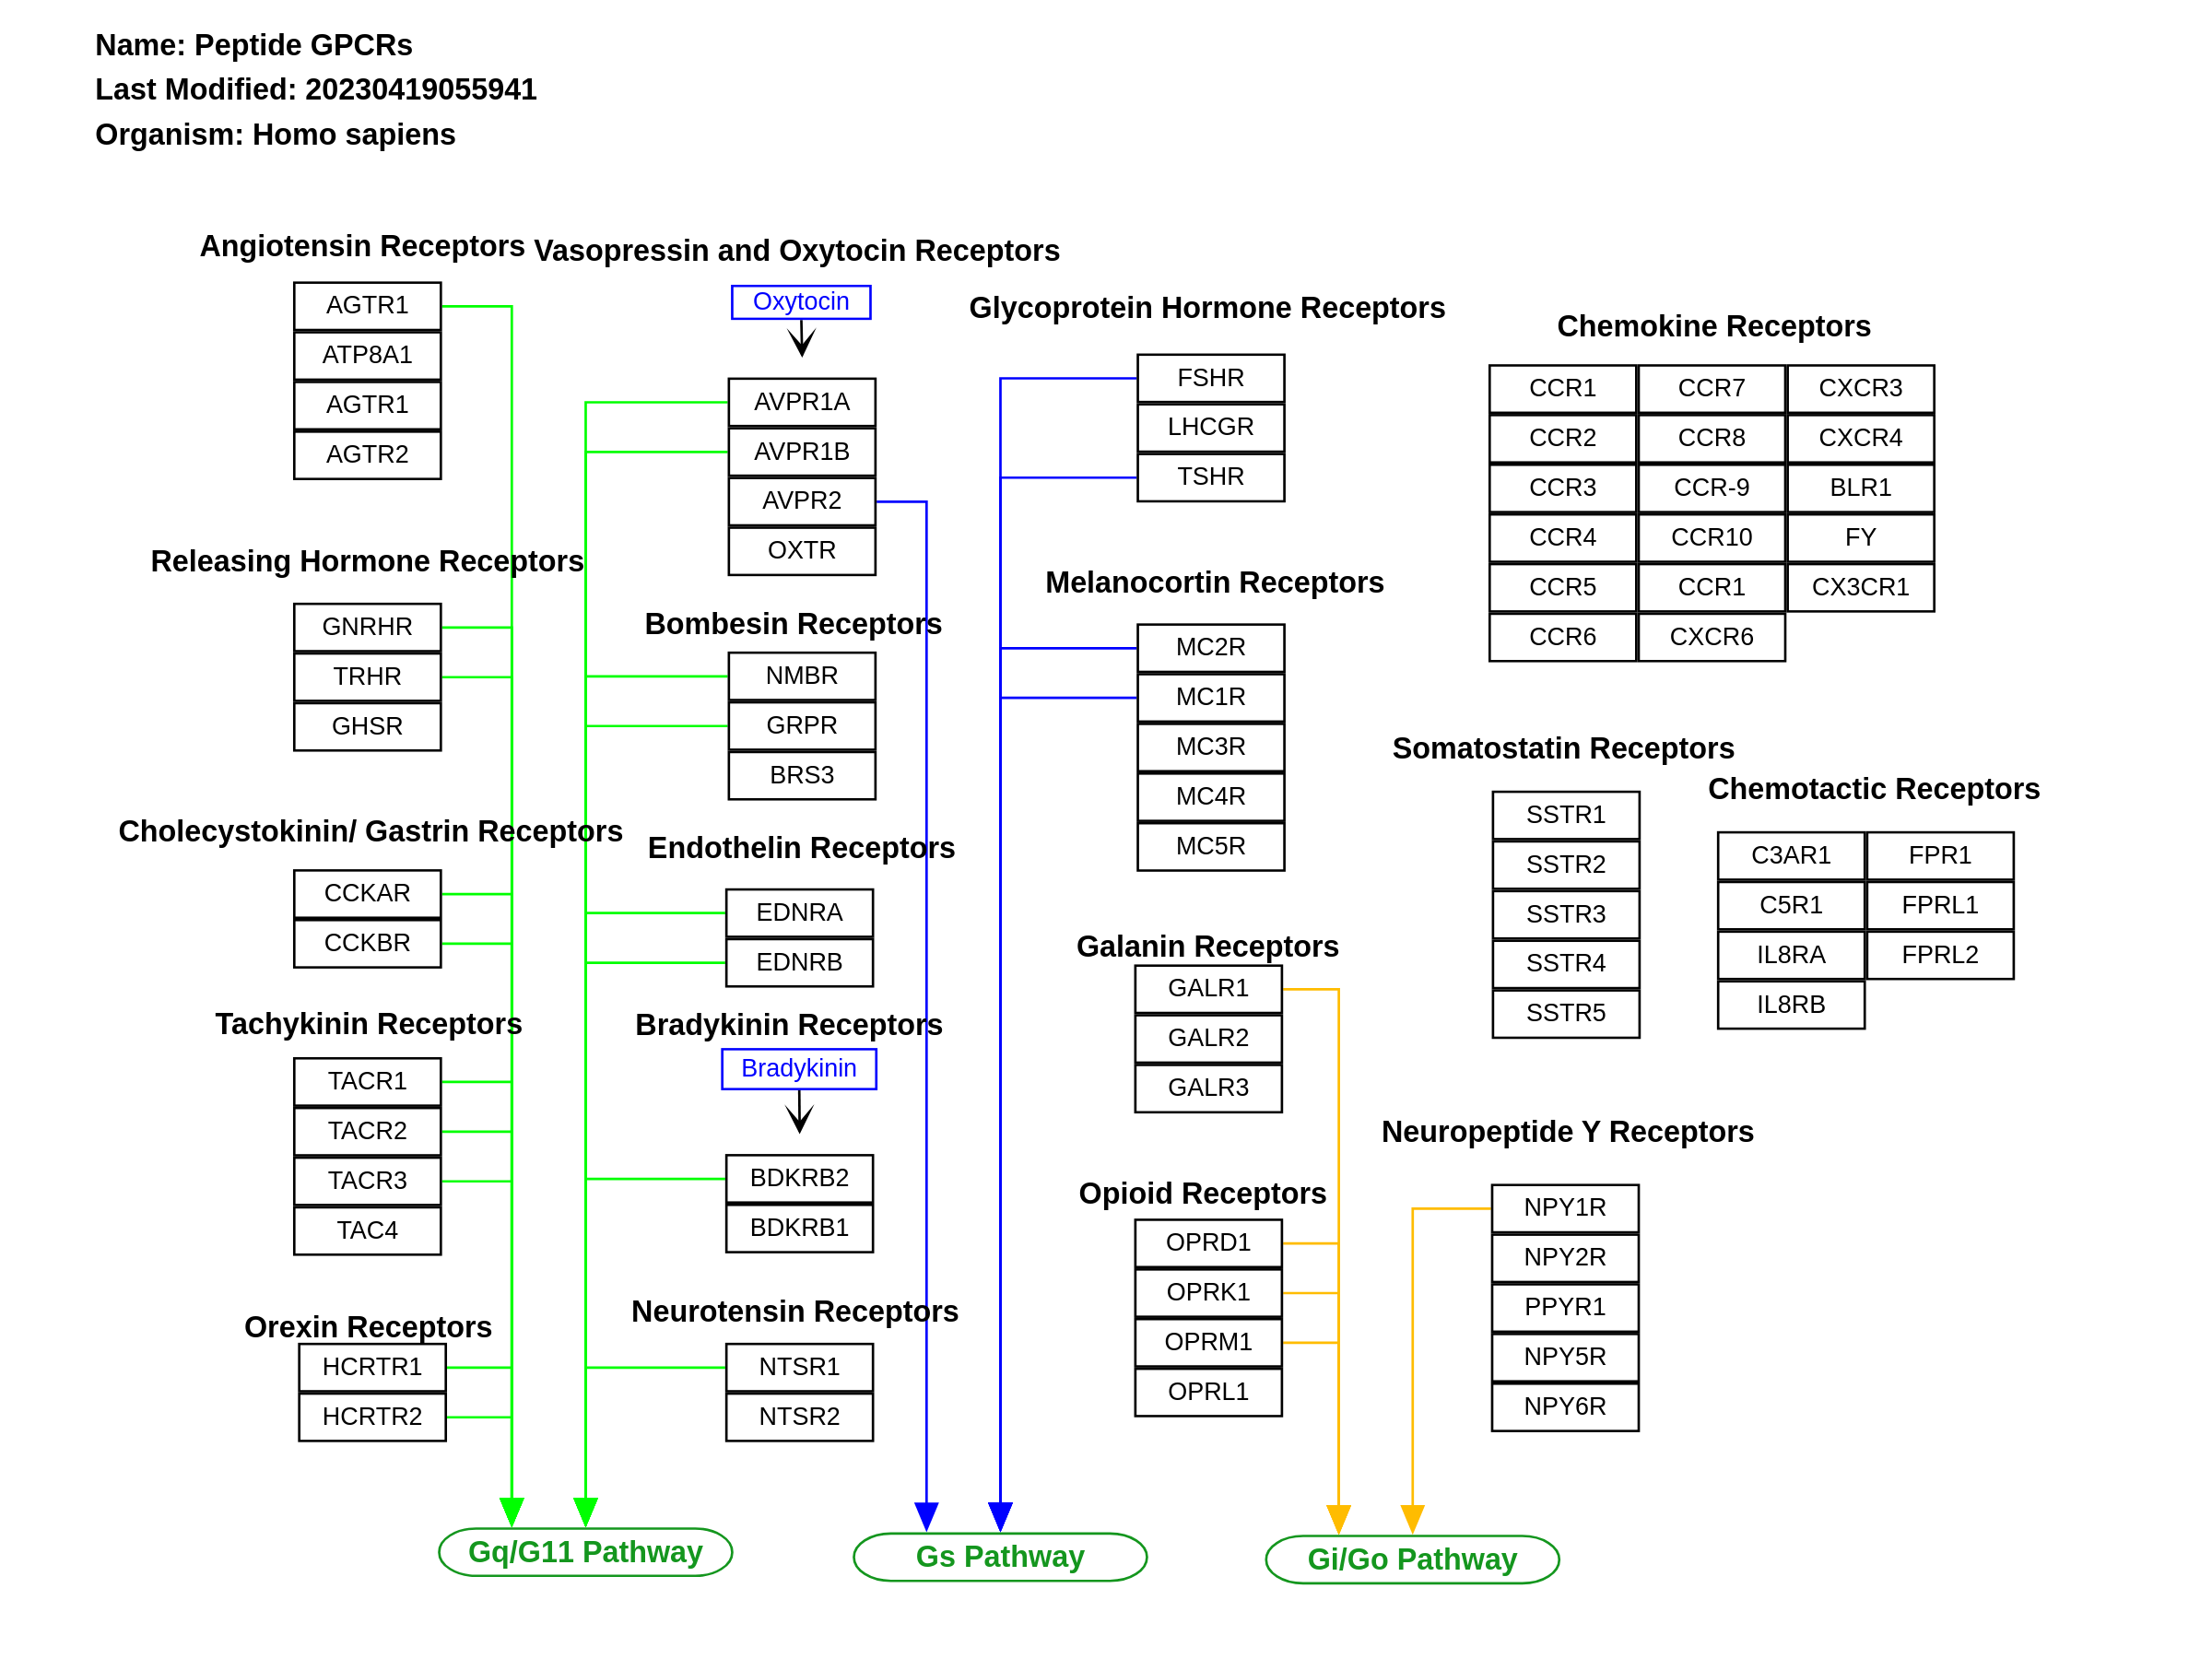 Name: Peptide GPCRs
Last Modified: 20230419055941
Organism: Homo sapiens
Angiotensin Receptors
AGTR1
ATP8A1
AGTR1
AGTR2
Releasing Hormone Receptors
GNRHR
TRHR
GHSR
Cholecystokinin/ Gastrin Receptors
CCKAR
CCKBR
Tachykinin Receptors
TACR1
TACR2
TACR3
TAC4
Orexin Receptors
HCRTR1
HCRTR2
Vasopressin and Oxytocin Receptors
Oxytocin
AVPR1A
AVPR1B
AVPR2
OXTR
Bombesin Receptors
NMBR
GRPR
BRS3
Endothelin Receptors
EDNRA
EDNRB
Bradykinin Receptors
Bradykinin
BDKRB2
BDKRB1
Neurotensin Receptors
NTSR1
NTSR2
Glycoprotein Hormone Receptors
FSHR
LHCGR
TSHR
Melanocortin Receptors
MC2R
MC1R
MC3R
MC4R
MC5R
Galanin Receptors
GALR1
GALR2
GALR3
Opioid Receptors
OPRD1
OPRK1
OPRM1
OPRL1
Chemokine Receptors
CCR1 CCR7 CXCR3
CCR2 CCR8 CXCR4
CCR3 CCR-9 BLR1
CCR4 CCR10 FY
CCR5 CCR1 CX3CR1
CCR6 CXCR6
Somatostatin Receptors
SSTR1
SSTR2
SSTR3
SSTR4
SSTR5
Chemotactic Receptors
C3AR1 FPR1
C5R1 FPRL1
IL8RA FPRL2
IL8RB
Neuropeptide Y Receptors
NPY1R
NPY2R
PPYR1
NPY5R
NPY6R
Gq/G11 Pathway
Gs Pathway
Gi/Go Pathway